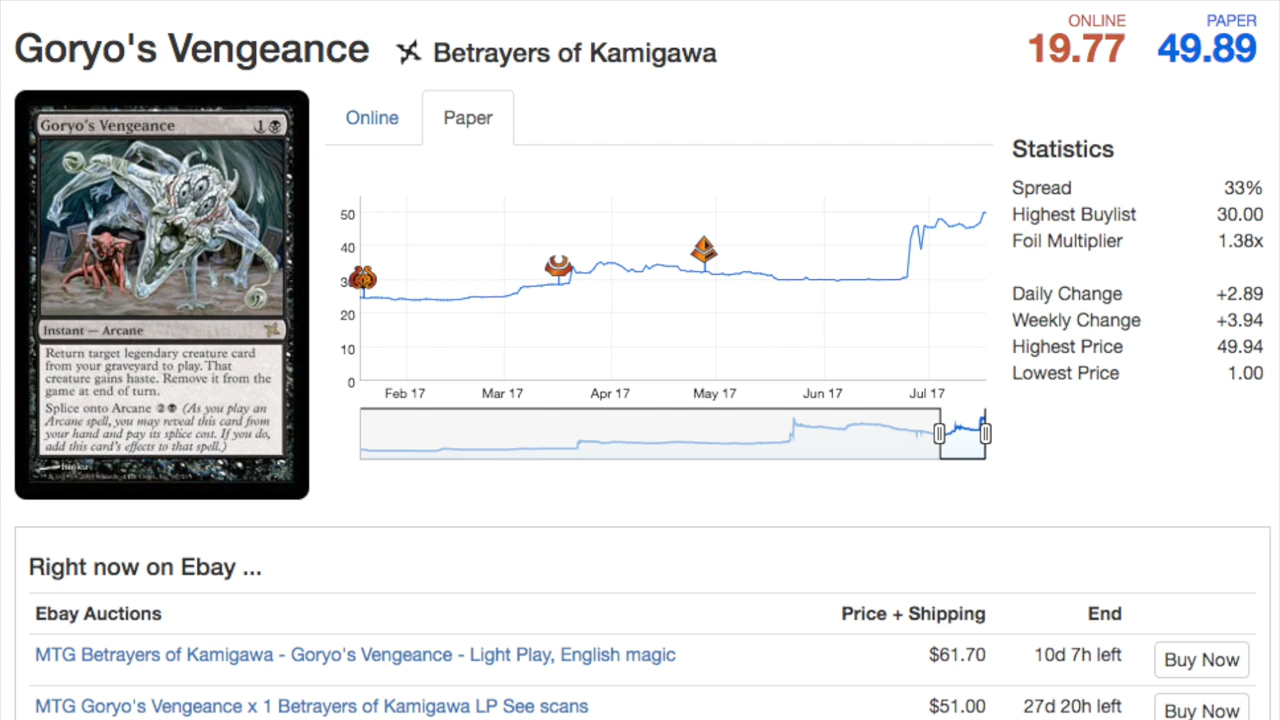 Goryo's Vengeance
Betrayers of Kamigawa
ONLINE
19.77
PAPER
49.89
Goryo's Vengeance
1
Instant — Arcane
Return target legendary creature card
from your graveyard to play. That
creature gains haste. Remove it from the
game at end of turn.
Splice onto Arcane 2 (As you play an
Arcane spell, you may reveal this card from
your hand and pay its splice cost. If you do,
add this card's effects to that spell.)
Online
Paper
50
40
30
20
10
0
Feb 17
Mar 17
Apr 17
May 17
Jun 17
Jul 17
Statistics
Spread 33%
Highest Buylist 30.00
Foil Multiplier 1.38x
Daily Change +2.89
Weekly Change +3.94
Highest Price 49.94
Lowest Price 1.00
Right now on Ebay ...
Ebay Auctions Price + Shipping End
MTG Betrayers of Kamigawa - Goryo's Vengeance - Light Play, English magic $61.70 10d 7h left Buy Now
MTG Goryo's Vengeance x 1 Betrayers of Kamigawa LP See scans $51.00 27d 20h left Buy Now